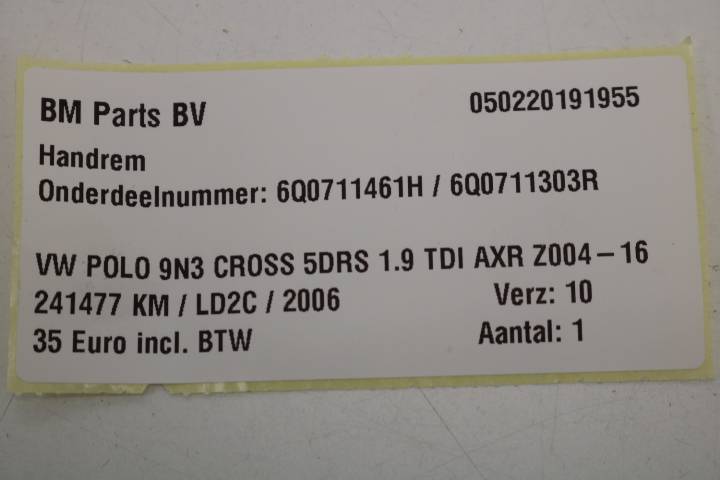 BM Parts BV 050220191955
Handrem
Onderdeelnummer: 6Q0711461H / 6Q0711303R
VW POLO 9N3 CROSS 5DRS 1.9 TDI AXR Z004-16
241477 KM / LD2C / 2006 Verz: 10
35 Euro incl. BTW Aantal: 1